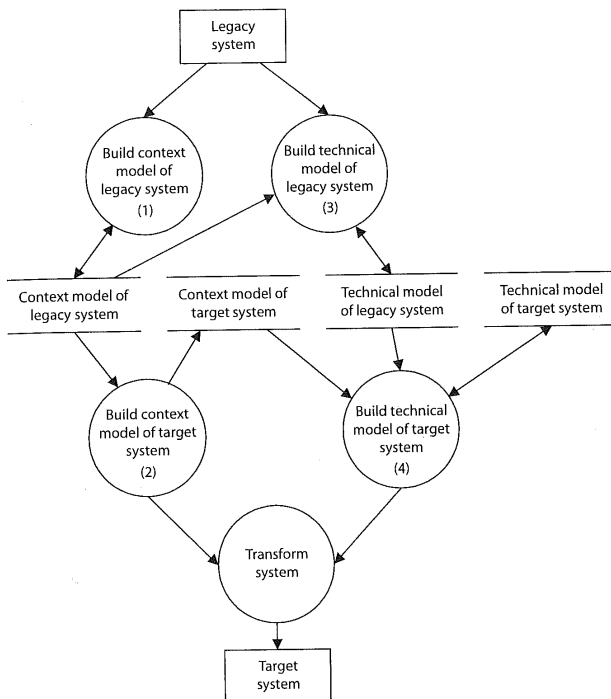 Legacy
system
Build context
model of
legacy system
(1)
Build technical
model of
legacy system
(3)
Context model of
legacy system
Context model of
target system
Technical model
of legacy system
Technical model
of target system
Build context
model of target
system
(2)
Build technical
model of target
system
(4)
Transform
system
Target
system